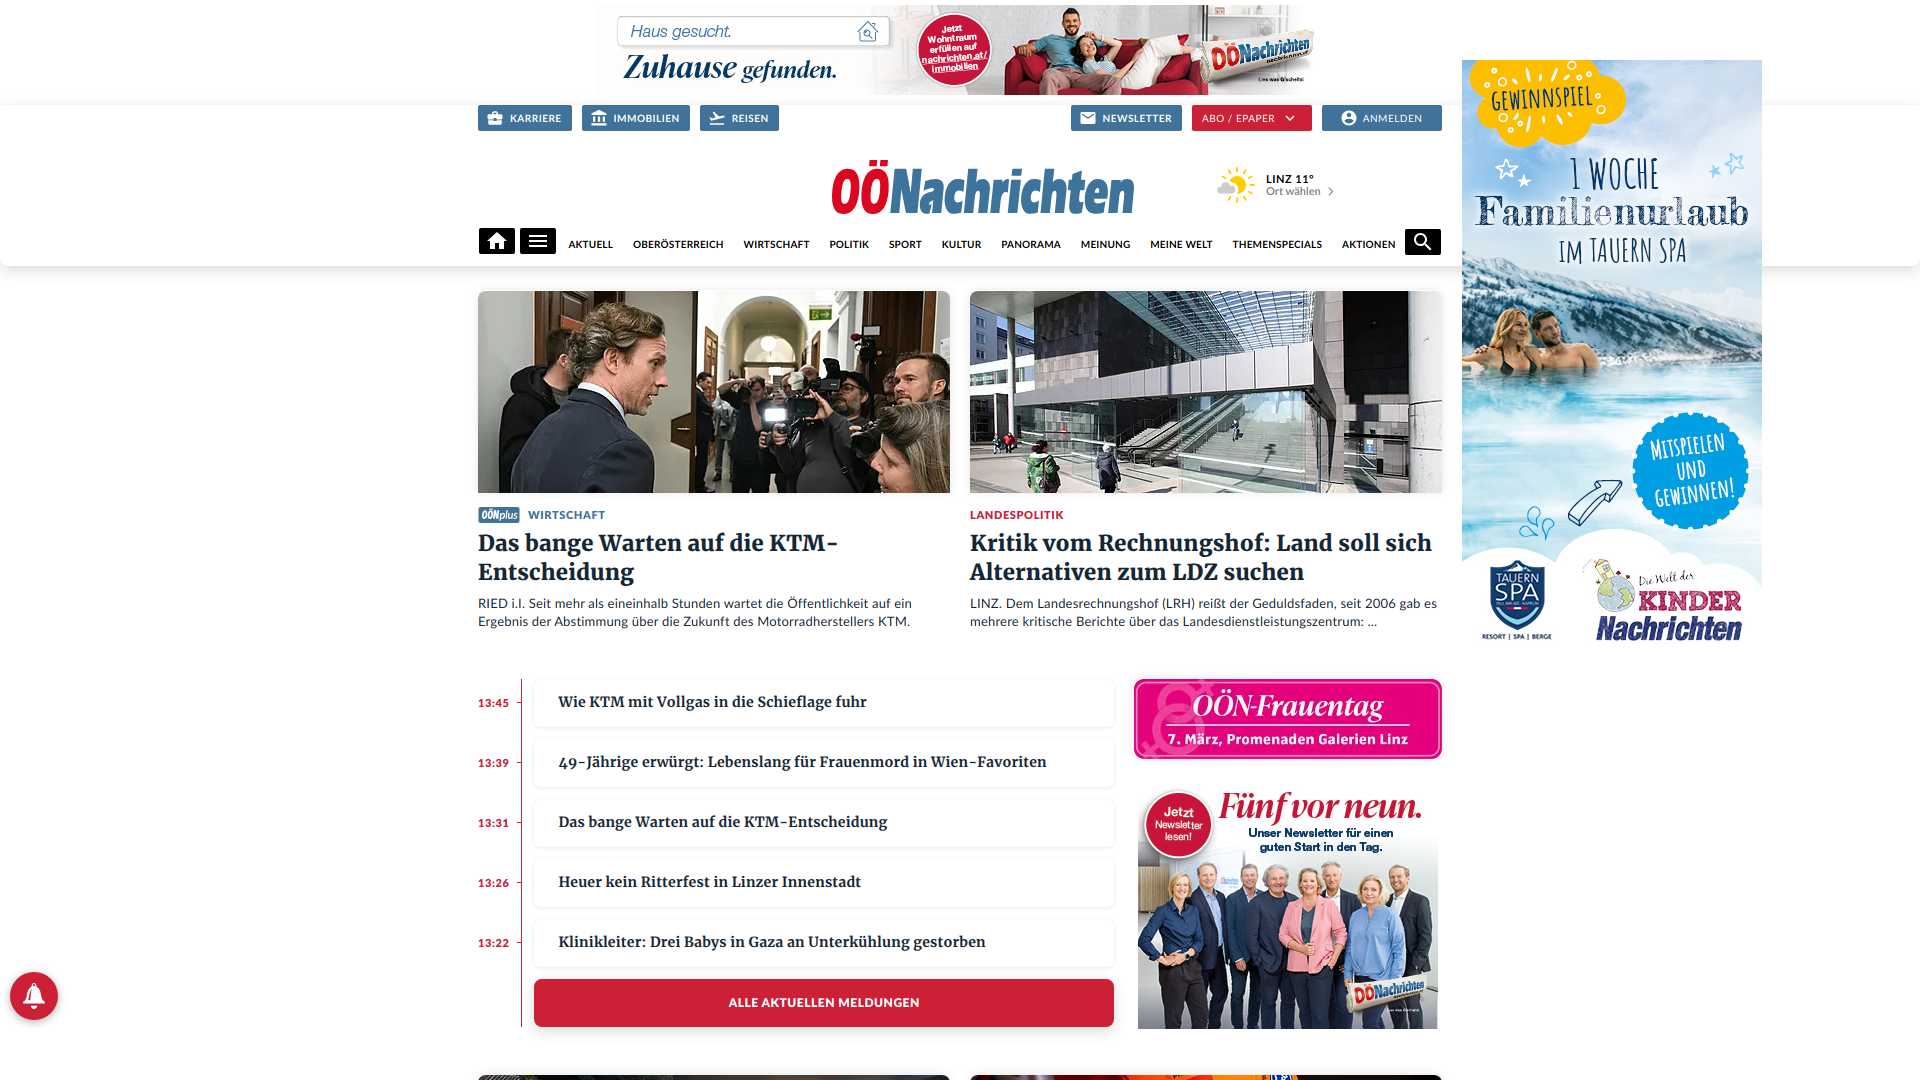 Haus gesucht.
Zuhause gefunden.
Jetzt
Wohntraum
erfüllen auf
nachrichten.at/
immobilien
OÖNachrichten
Lies was G'scheits!
KARRIERE
IMMOBILIEN
REISEN
NEWSLETTER
ABO / EPAPER
ANMELDEN
OÖNachrichten
LINZ 11°
Ort wählen
AKTUELL
OBERÖSTERREICH
WIRTSCHAFT
POLITIK
SPORT
KULTUR
PANORAMA
MEINUNG
MEINE WELT
THEMENSPECIALS
AKTIONEN
GEWINNSPIEL
1 WOCHE
Familienurlaub
IM TAUERN SPA
MITSPIELEN
UND
GEWINNEN!
TAUERN
SPA
RESORT | SPA | BERGE
Die Welt der
KINDER
Nachrichten
OÖNplus WIRTSCHAFT
Das bange Warten auf die KTM-
Entscheidung
RIED i.I. Seit mehr als eineinhalb Stunden wartet die Öffentlichkeit auf ein
Ergebnis der Abstimmung über die Zukunft des Motorradherstellers KTM.
LANDESPOLITIK
Kritik vom Rechnungshof: Land soll sich
Alternativen zum LDZ suchen
LINZ. Dem Landesrechnungshof (LRH) reißt der Geduldsfaden, seit 2006 gab es
mehrere kritische Berichte über das Landesdienstleistungszentrum: ...
13:45 Wie KTM mit Vollgas in die Schieflage fuhr
13:39 49-Jährige erwürgt: Lebenslang für Frauenmord in Wien-Favoriten
13:31 Das bange Warten auf die KTM-Entscheidung
13:26 Heuer kein Ritterfest in Linzer Innenstadt
13:22 Klinikleiter: Drei Babys in Gaza an Unterkühlung gestorben
ALLE AKTUELLEN MELDUNGEN
OÖN-Frauentag
7. März, Promenaden Galerien Linz
Jetzt
Newsletter
lesen!
Fünf vor neun.
Unser Newsletter für einen
guten Start in den Tag.
OÖNachrichten